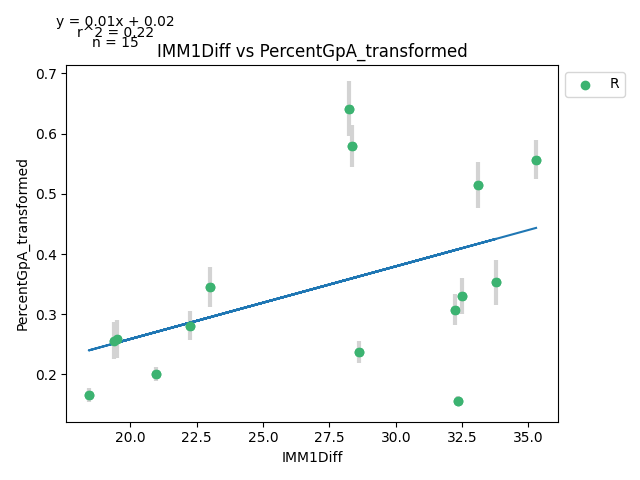 y = 0.01x + 0.02
r^2 = 0.22
n = 15
IMM1Diff vs PercentGpA_transformed
R
PercentGpA_transformed
0.7
0.6
0.5
0.4
0.3
0.2
20.0 22.5 25.0 27.5 30.0 32.5 35.0
IMM1Diff